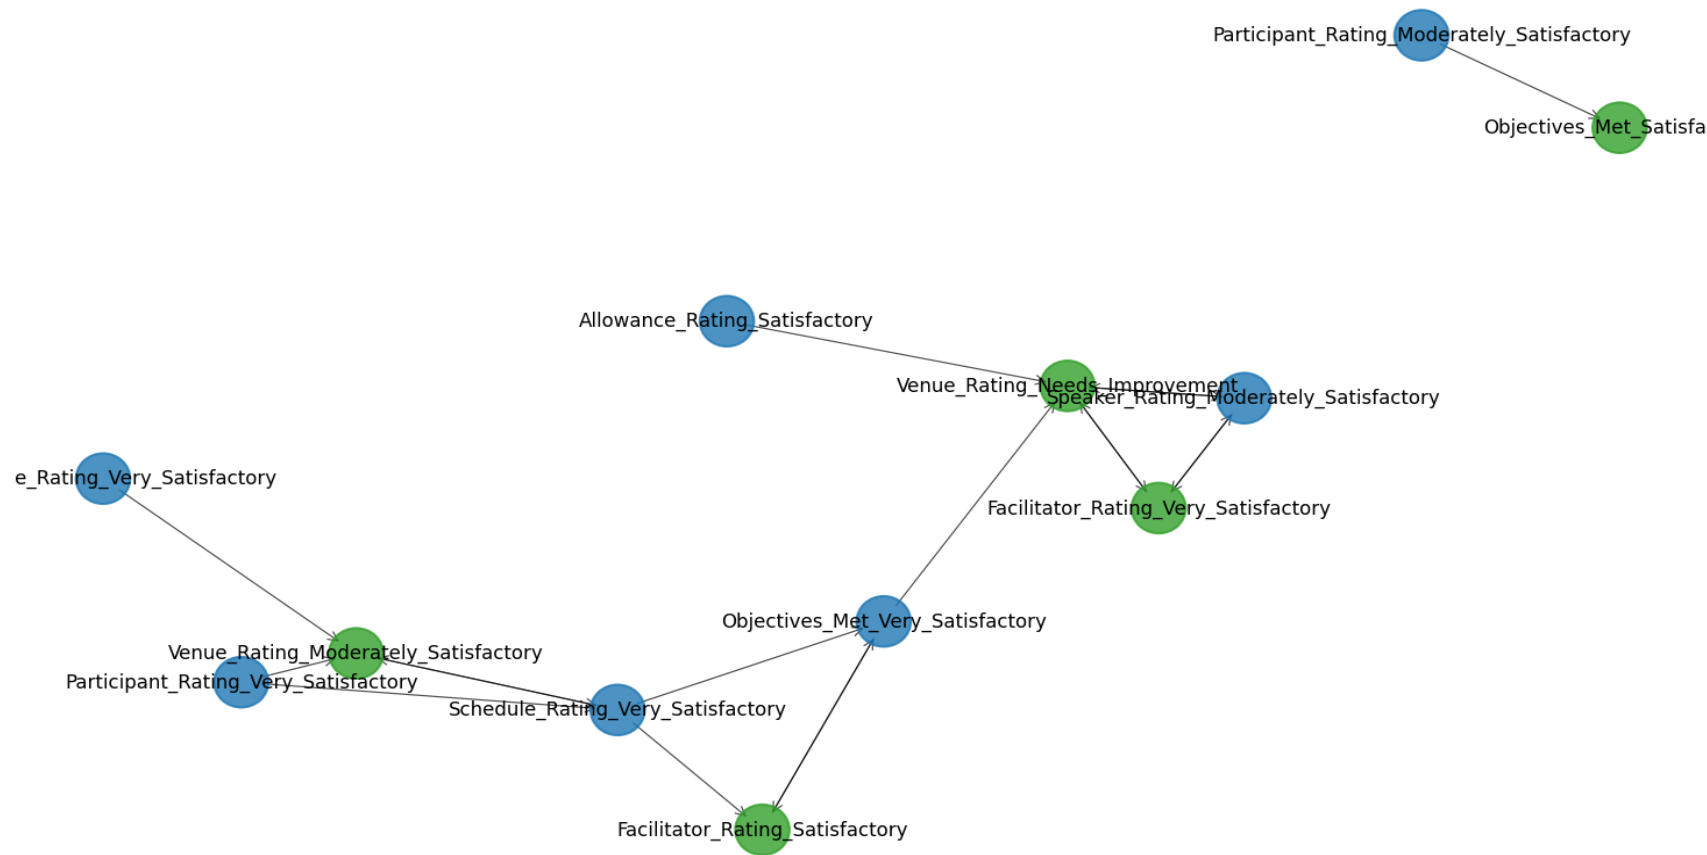 Participant_Rating_Moderately_Satisfactory
Objectives_Met_Satisfa
Allowance_Rating_Satisfactory
Venue_Rating_Needs_Improvement
Speaker_Rating_Moderately_Satisfactory
e_Rating_Very_Satisfactory
Facilitator_Rating_Very_Satisfactory
Objectives_Met_Very_Satisfactory
Venue_Rating_Moderately_Satisfactory
Participant_Rating_Very_Satisfactory
Schedule_Rating_Very_Satisfactory
Facilitator_Rating_Satisfactory